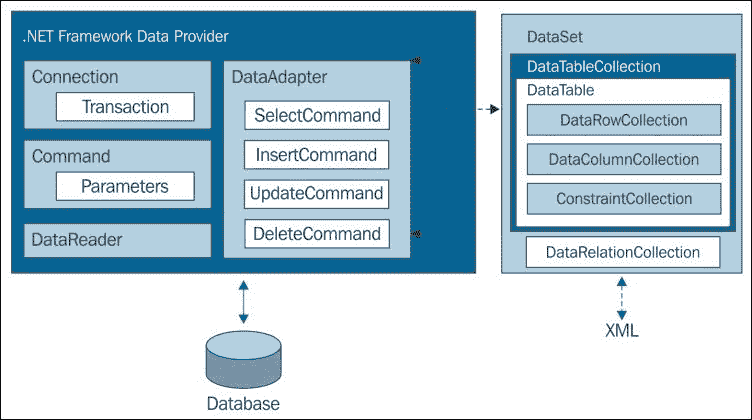 .NET Framework Data Provider
Connection
Transaction
Command
Parameters
DataReader
DataAdapter
SelectCommand
InsertCommand
UpdateCommand
DeleteCommand
Database
DataSet
DataTableCollection
DataTable
DataRowCollection
DataColumnCollection
ConstraintCollection
DataRelationCollection
XML